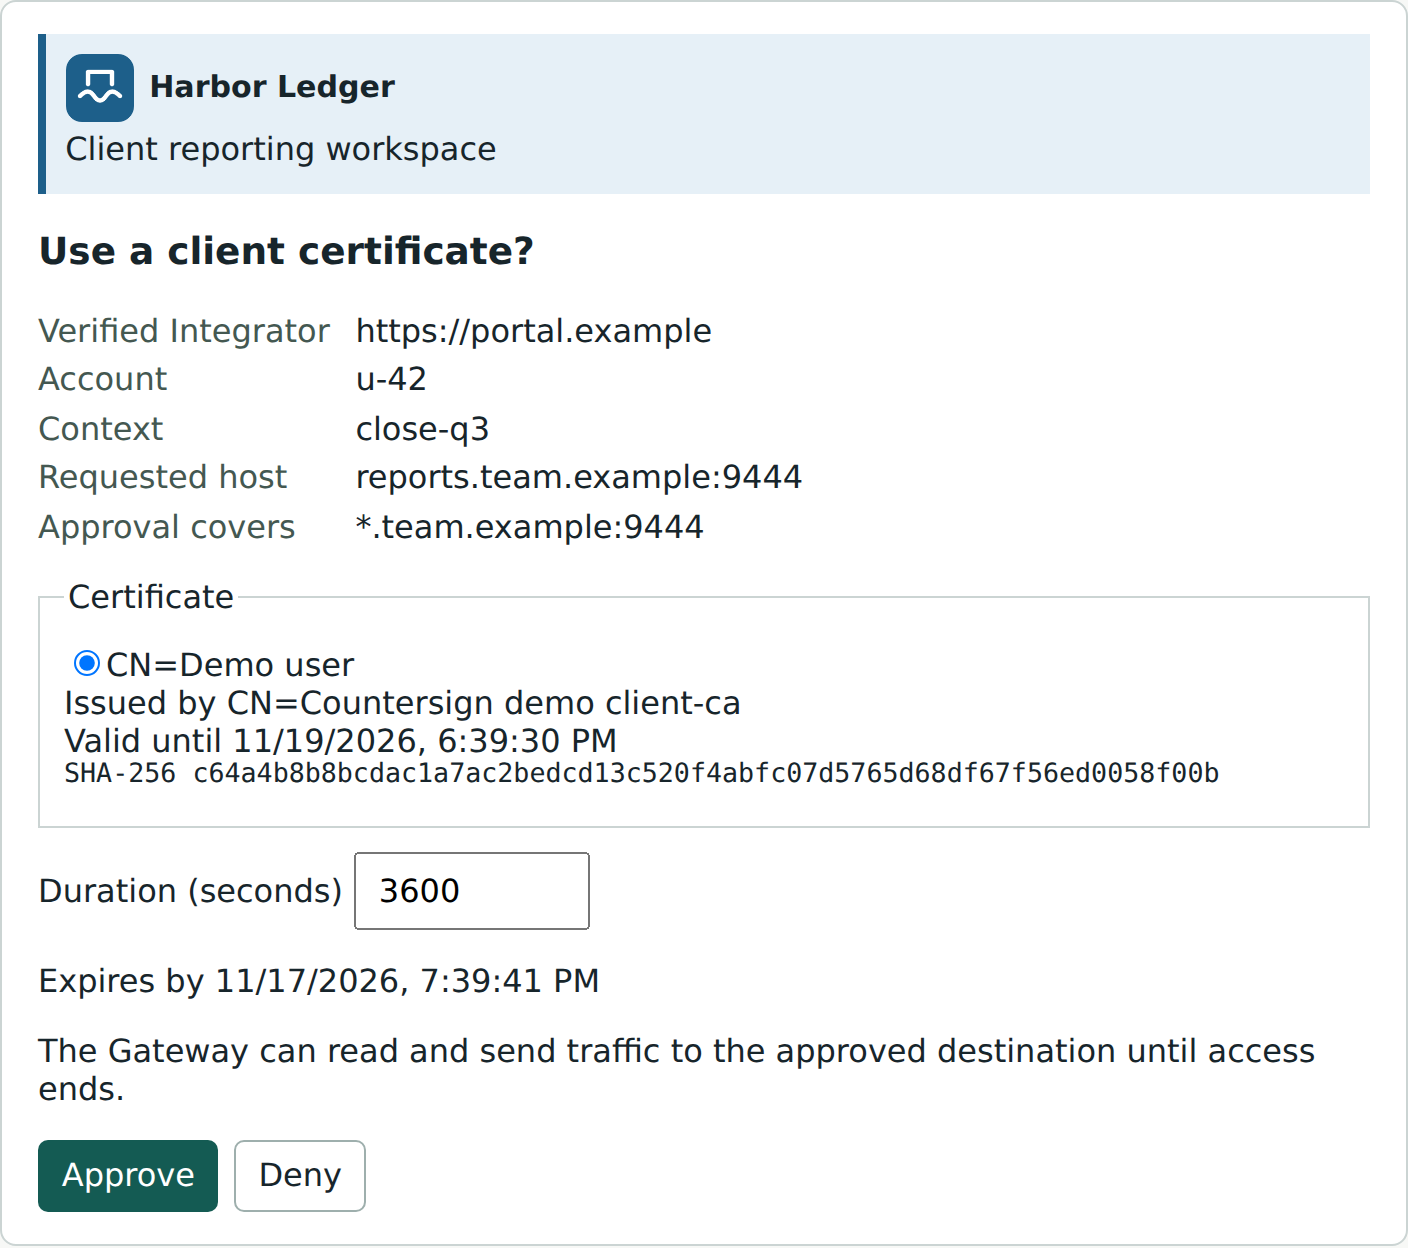 Harbor Ledger
Client reporting workspace
Use a client certificate?
Verified Integrator https://portal.example
Account u-42
Context close-q3
Requested host reports.team.example:9444
Approval covers *.team.example:9444
Certificate
CN=Demo user
Issued by CN=Countersign demo client-ca
Valid until 11/19/2026, 6:39:30 PM
SHA-256 c64a4b8b8bcdac1a7ac2bedcd13c520f4abfc07d5765d68df67f56ed0058f00b
Duration (seconds) 3600
Expires by 11/17/2026, 7:39:41 PM
The Gateway can read and send traffic to the approved destination until access
ends.
Approve Deny